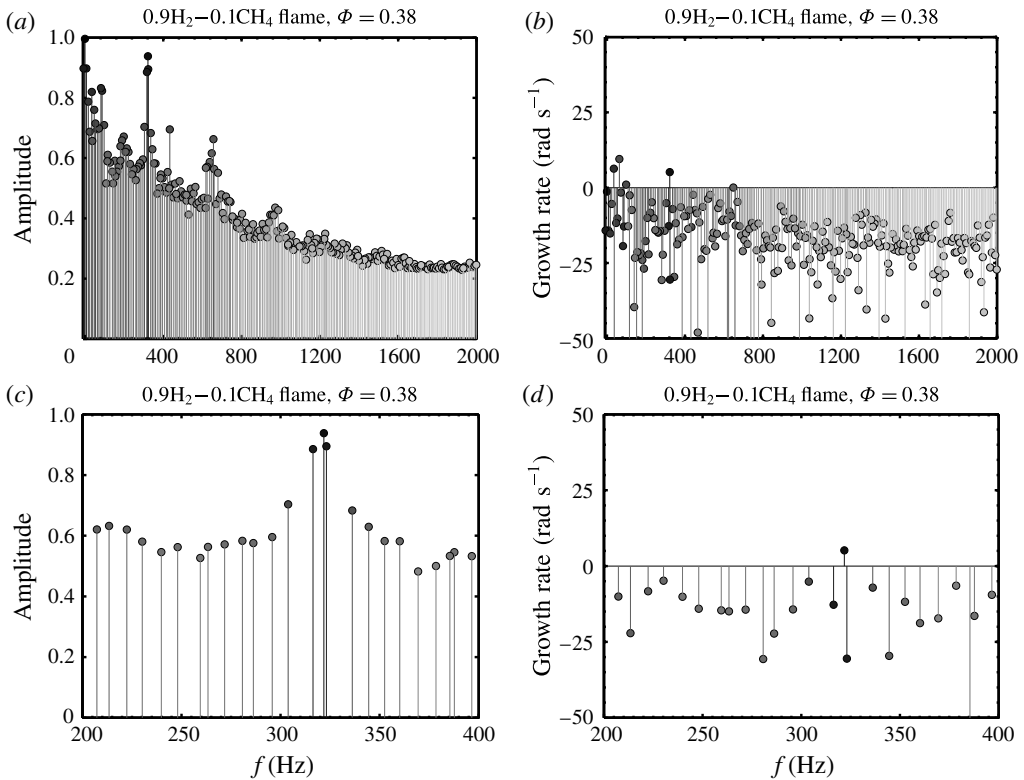 (a) 0.9H₂−0.1CH₄ flame, Φ = 0.38
Amplitude
1.0
0.8
0.6
0.4
0.2
0 400 800 1200 1600 2000
(b) 0.9H₂−0.1CH₄ flame, Φ = 0.38
Growth rate (rad s⁻¹)
50
25
0
−25
−50
0 400 800 1200 1600 2000
(c) 0.9H₂−0.1CH₄ flame, Φ = 0.38
Amplitude
1.0
0.8
0.6
0.4
0.2
0
200 250 300 350 400
f (Hz)
(d) 0.9H₂−0.1CH₄ flame, Φ = 0.38
Growth rate (rad s⁻¹)
50
25
0
−25
−50
200 250 300 350 400
f (Hz)